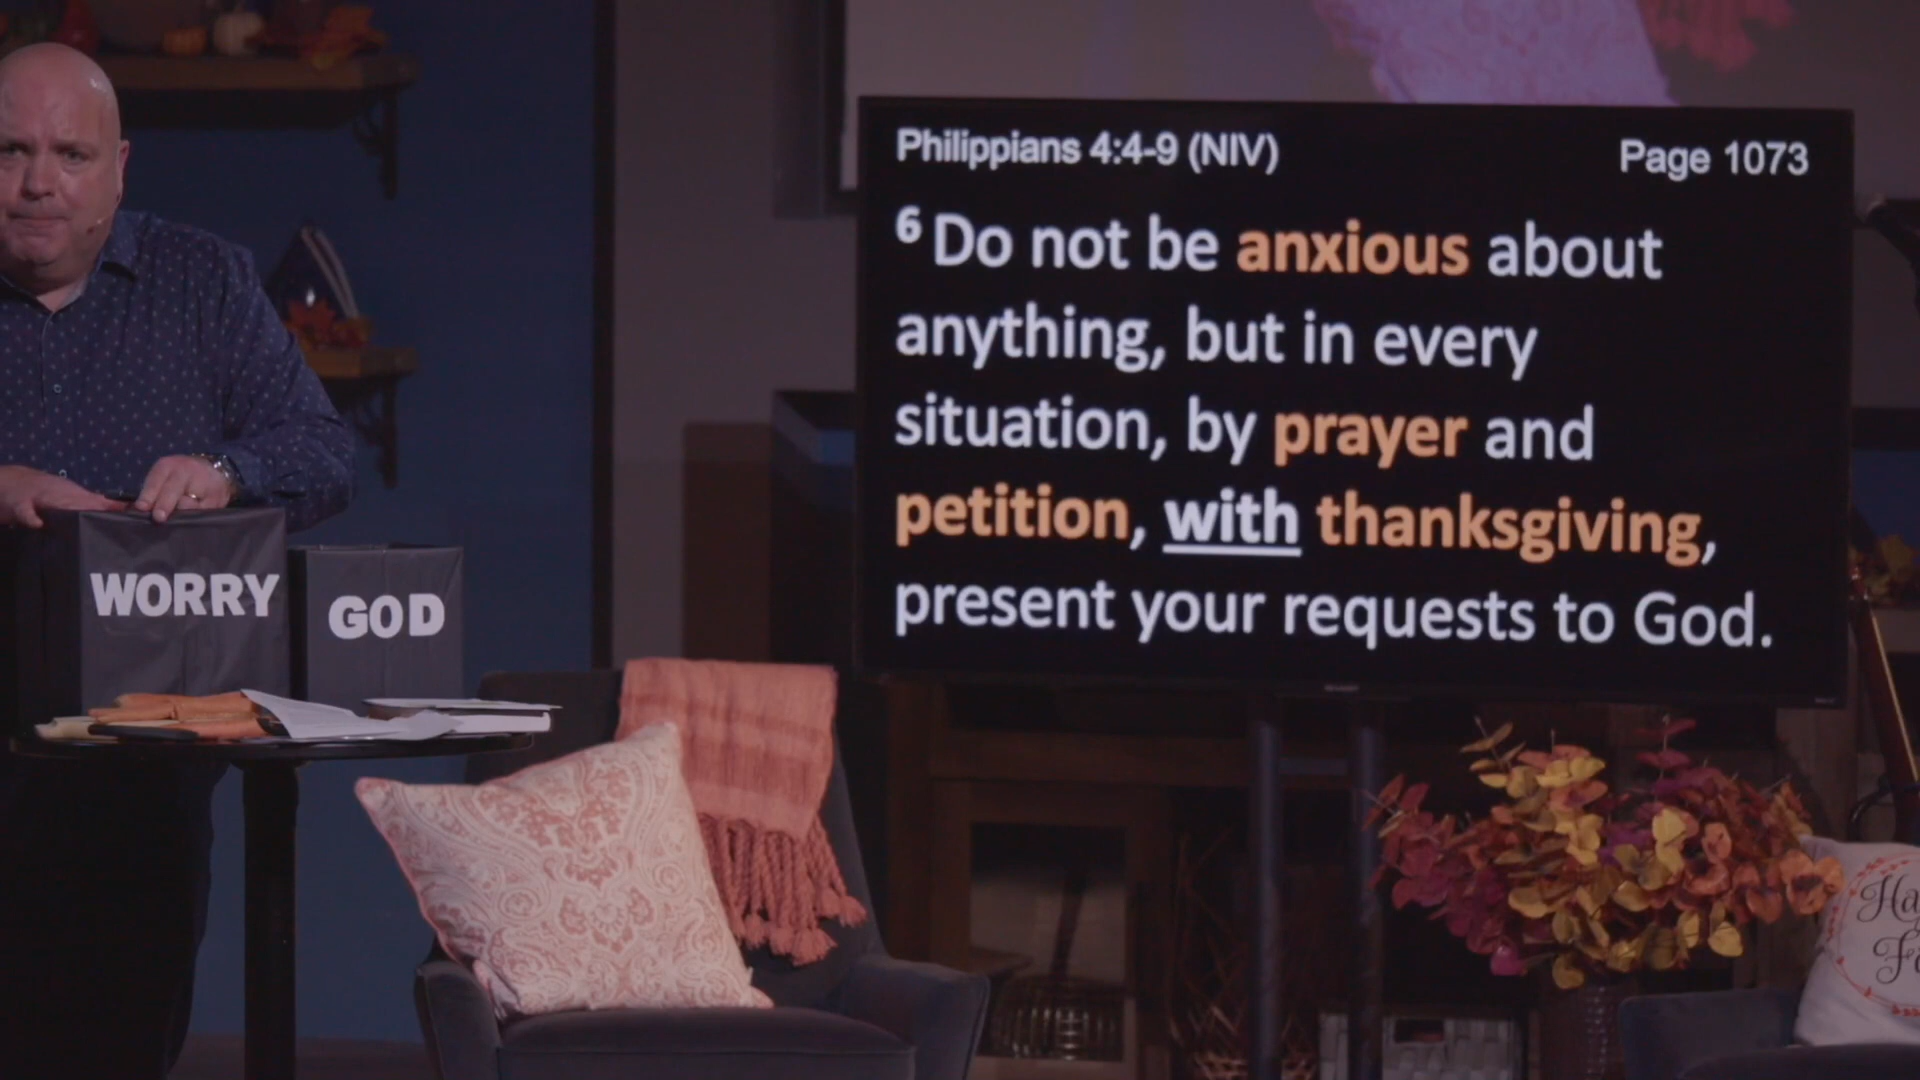 Philippians 4:4-9 (NIV) Page 1073
6 Do not be anxious about
anything, but in every
situation, by prayer and
petition, with thanksgiving,
present your requests to God.
WORRY
GOD